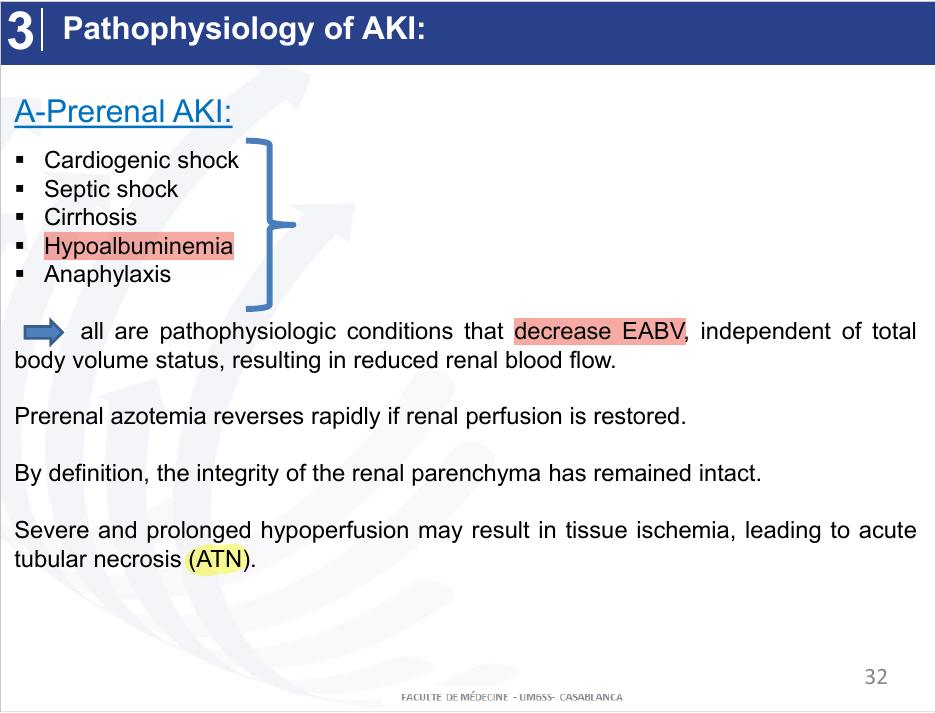 3 Pathophysiology of AKI:
A-Prerenal AKI:
▪ Cardiogenic shock
▪ Septic shock
▪ Cirrhosis
▪ Hypoalbuminemia
▪ Anaphylaxis
all are pathophysiologic conditions that decrease EABV, independent of total
body volume status, resulting in reduced renal blood flow.
Prerenal azotemia reverses rapidly if renal perfusion is restored.
By definition, the integrity of the renal parenchyma has remained intact.
Severe and prolonged hypoperfusion may result in tissue ischemia, leading to acute
tubular necrosis (ATN).
32
FACULTE DE MÉDECINE - UM6SS- CASABLANCA